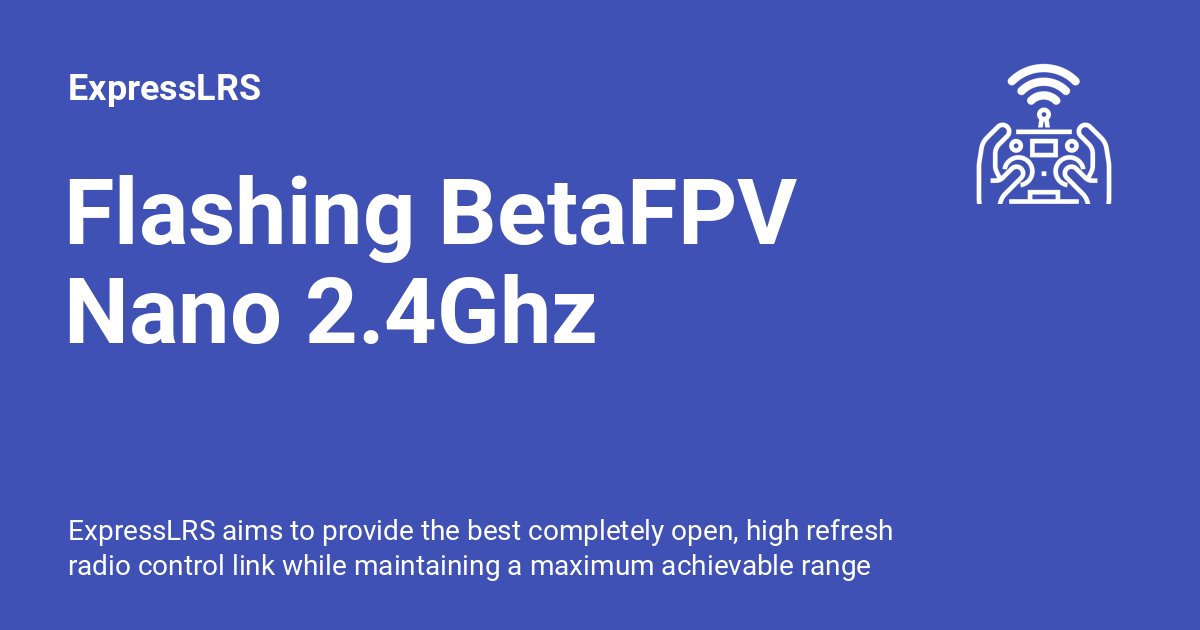 ExpressLRS
Flashing BetaFPV
Nano 2.4Ghz
ExpressLRS aims to provide the best completely open, high refresh
radio control link while maintaining a maximum achievable range